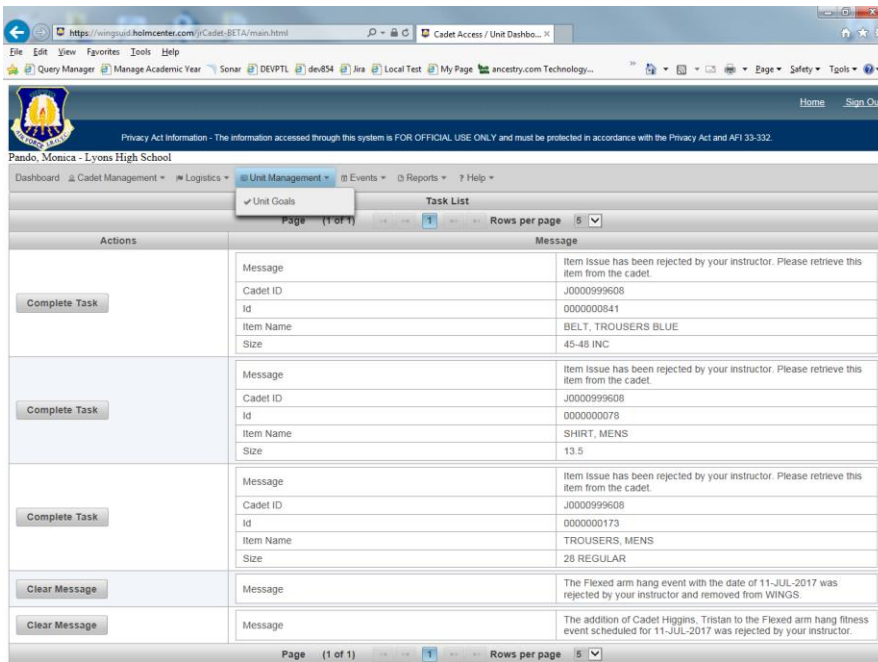 https://wingsuid.holmcenter.com/jrCadet-BETA/main.html
Cadet Access / Unit Dashbo...
File Edit View Favorites Tools Help
Query Manager Manage Academic Year Sonar DEVPTL dev854 Jira Local Test My Page ancestry.com Technology... Page Safety Tools
Home Sign Ou
Privacy Act Information - The information accessed through this system is FOR OFFICIAL USE ONLY and must be protected in accordance with the Privacy Act and AFI 33-332.
AIR FORCE JROTC
Pando, Monica - Lyons High School
Dashboard Cadet Management Logistics Unit Management Events Reports ? Help
Unit Goals
Task List
Page (1 of 1) 1 Rows per page 5
Actions Message
Complete Task
Message Item Issue has been rejected by your instructor. Please retrieve this
item from the cadet.
Cadet ID J0000999608
Id 0000000841
Item Name BELT, TROUSERS BLUE
Size 45-48 INC
Complete Task
Message Item Issue has been rejected by your instructor. Please retrieve this
item from the cadet.
Cadet ID J0000999608
Id 0000000078
Item Name SHIRT, MENS
Size 13.5
Complete Task
Message Item Issue has been rejected by your instructor. Please retrieve this
item from the cadet.
Cadet ID J0000999608
Id 0000000173
Item Name TROUSERS, MENS
Size 28 REGULAR
Clear Message
Message The Flexed arm hang event with the date of 11-JUL-2017 was
rejected by your instructor and removed from WINGS.
Clear Message
Message The addition of Cadet Higgins, Tristan to the Flexed arm hang fitness
event scheduled for 11-JUL-2017 was rejected by your instructor.
Page (1 of 1) 1 Rows per page 5